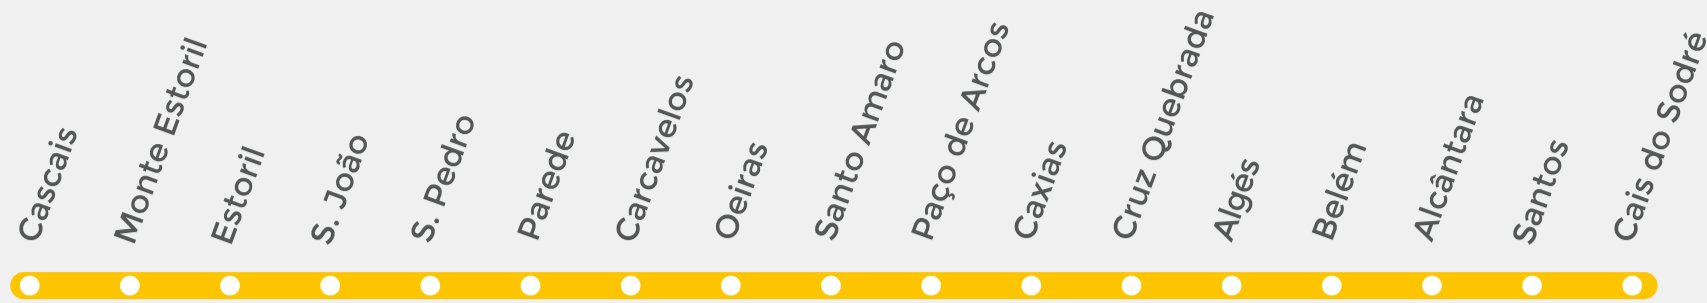 Cascais
Monte Estoril
Estoril
S. João
S. Pedro
Parede
Carcavelos
Oeiras
Santo Amaro
Paço de Arcos
Caxias
Cruz Quebrada
Algés
Belém
Alcântara
Santos
Cais do Sodré